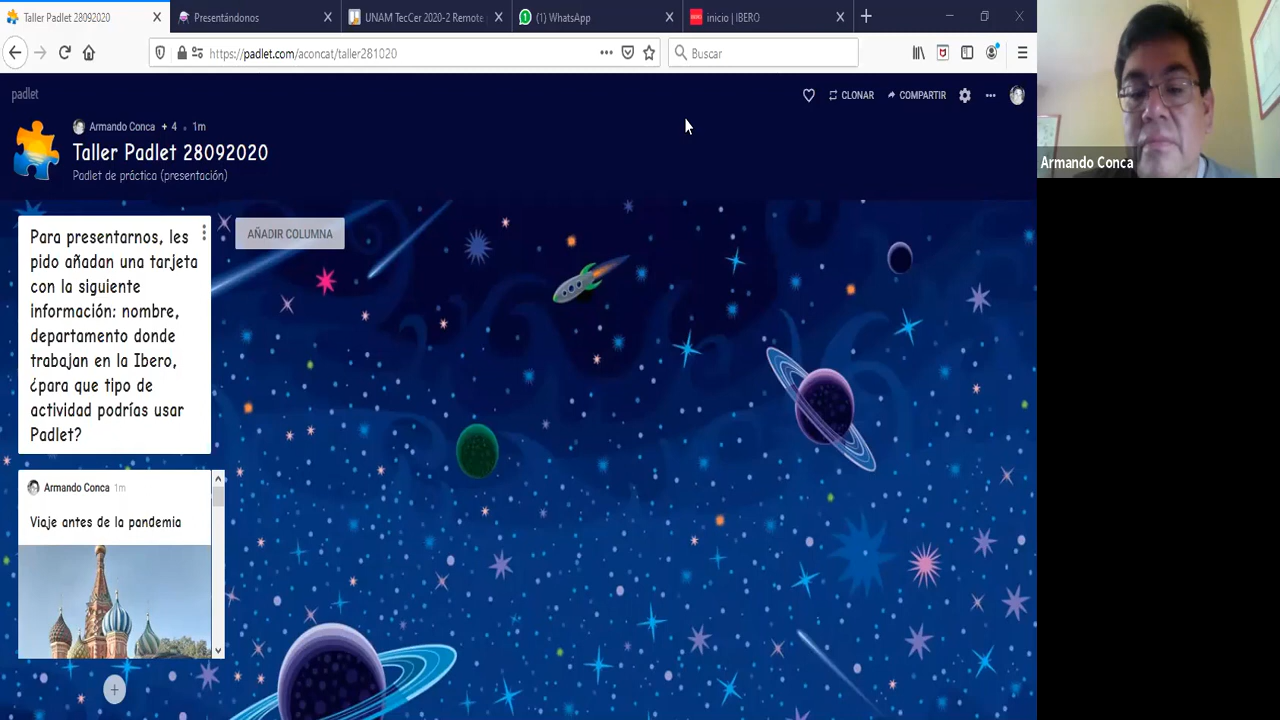 Taller Padlet 28092020
Presentándonos
UNAM TecCer 2020-2 Remote
(1) WhatsApp
IBERO
inicio | IBERO
https://padlet.com/aconcat/taller281020
Buscar
padlet
CLONAR
COMPARTIR
Armando Conca + 4 1m
Taller Padlet 28092020
Padlet de práctica (presentación)
Para presentarnos, les
pido añadan una tarjeta
con la siguiente
información: nombre,
departamento donde
trabajan en la Ibero,
¿para que tipo de
actividad podrías usar
Padlet?
AÑADIR COLUMNA
Armando Conca 1m
Viaje antes de la pandemia
Armando Conca